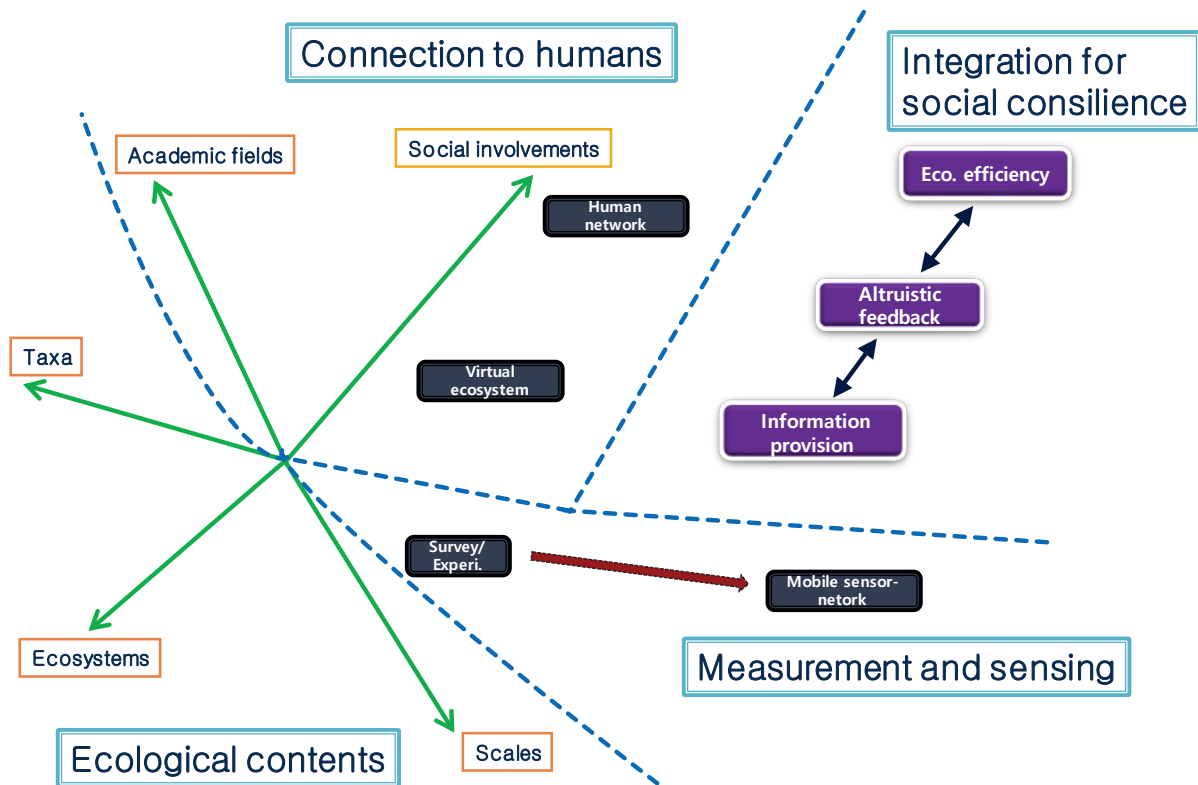 Connection to humans
Integration for
social consilience
Academic fields
Social involvements
Eco. efficiency
Human
network
Altruistic
feedback
Taxa
Virtual
ecosystem
Information
provision
Survey/
Experi.
Mobile sensor-
netork
Ecosystems
Measurement and sensing
Ecological contents
Scales